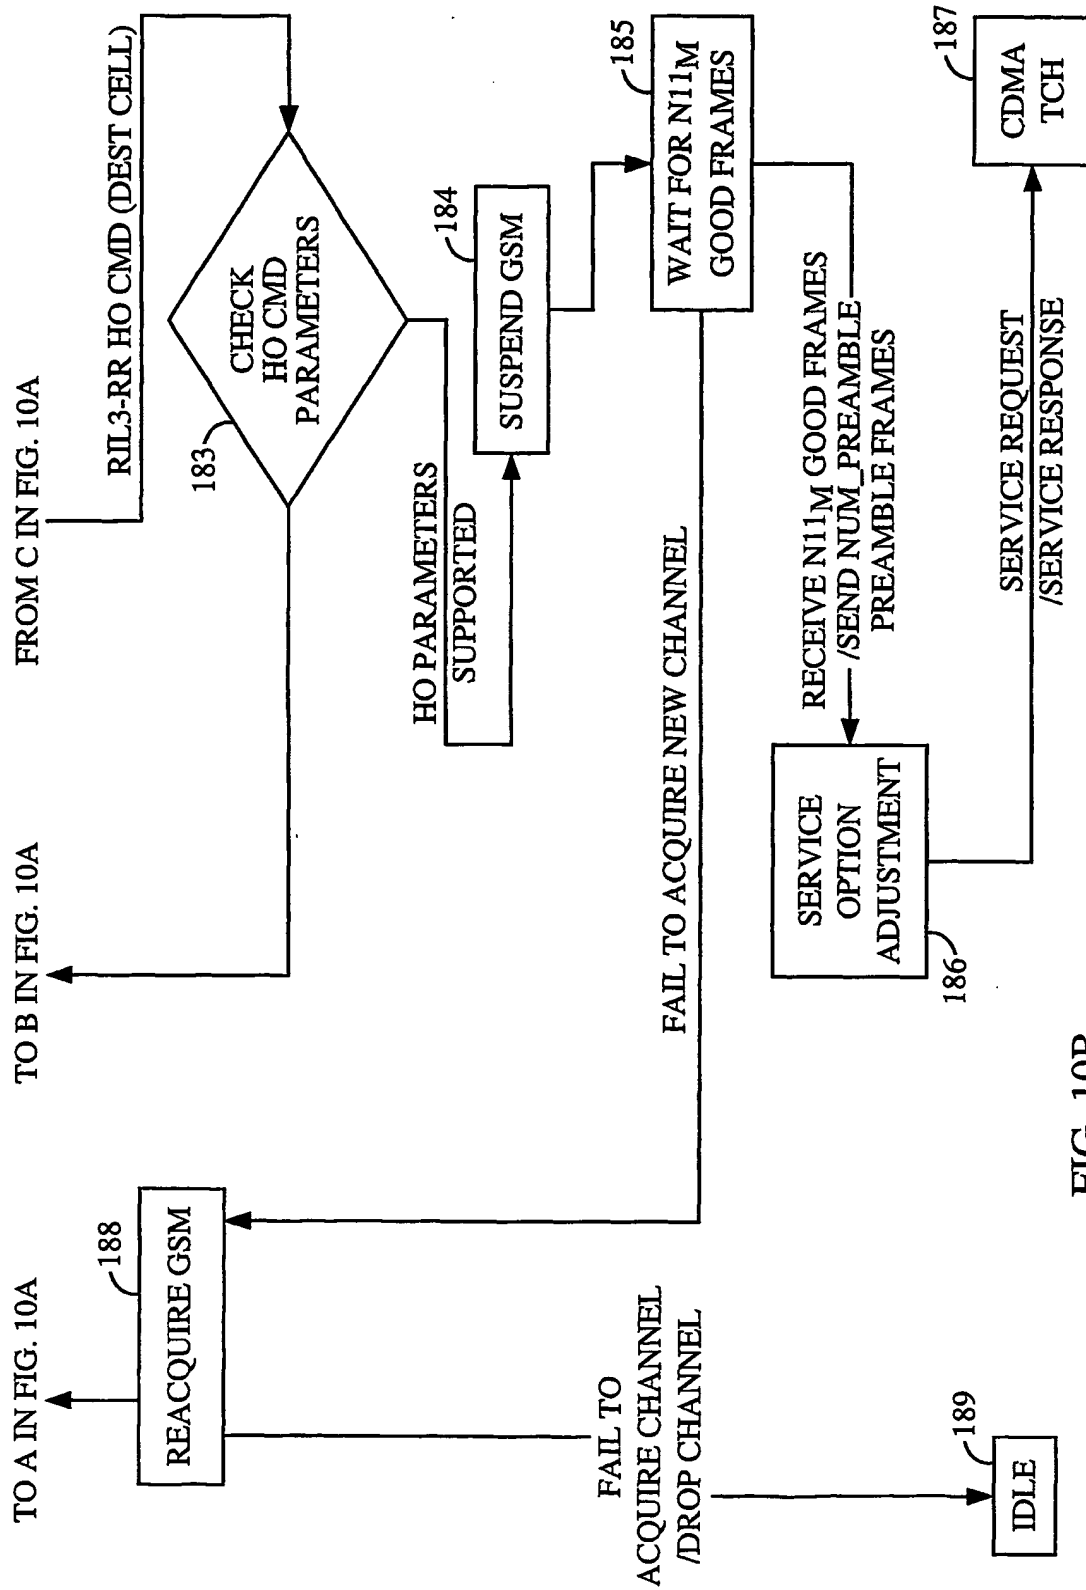 TO A IN FIG. 10A
TO B IN FIG. 10A
FROM C IN FIG. 10A
RIL3-RR HO CMD (DEST CELL)
188
REACQUIRE GSM
183
CHECK
HO CMD
PARAMETERS
HO PARAMETERS
SUPPORTED
184
SUSPEND GSM
FAIL TO
ACQUIRE CHANNEL
/DROP CHANNEL
FAIL TO ACQUIRE NEW CHANNEL
185
WAIT FOR N11M
GOOD FRAMES
RECEIVE N11M GOOD FRAMES
/SEND NUM_PREAMBLE
PREAMBLE FRAMES
SERVICE
OPTION
ADJUSTMENT
186
189
IDLE
SERVICE REQUEST
/SERVICE RESPONSE
187
CDMA
TCH
FIG. 10B